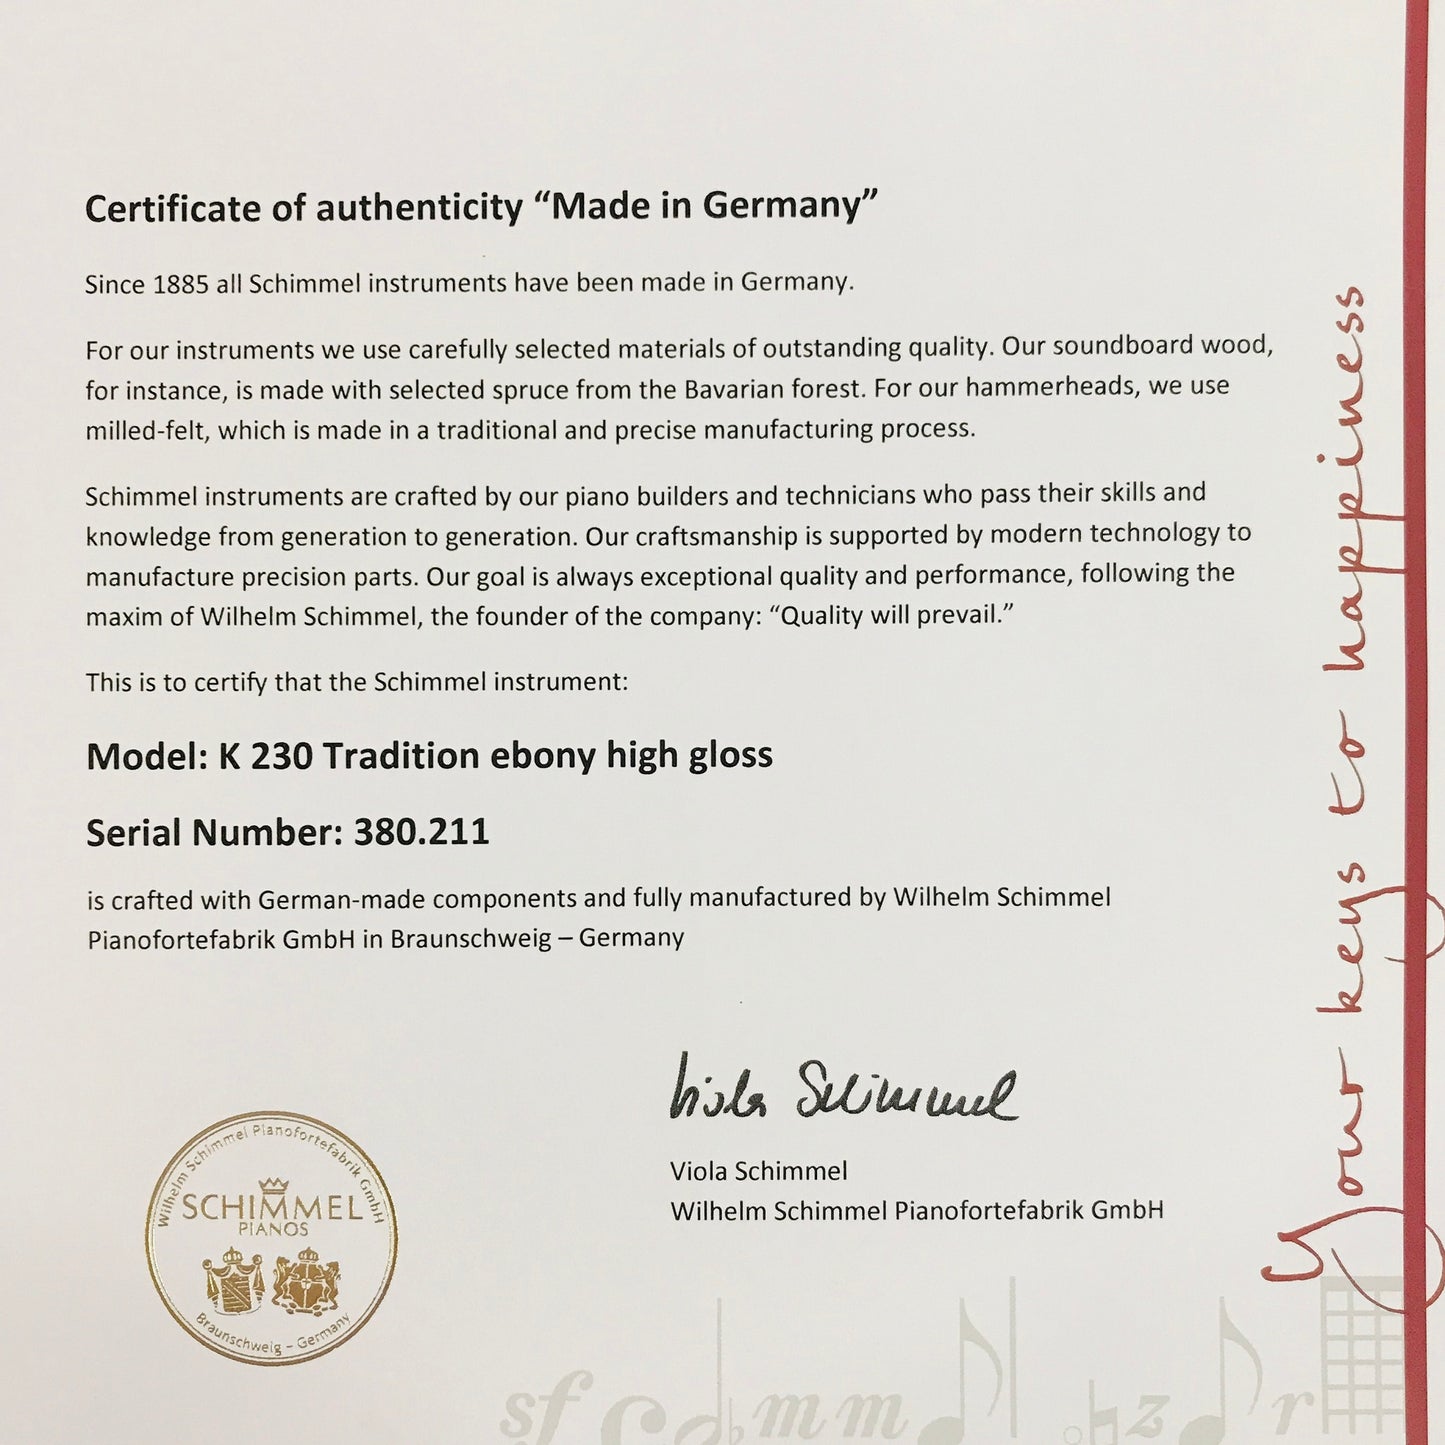 Certificate of authenticity “Made in Germany”
Since 1885 all Schimmel instruments have been made in Germany.
For our instruments we use carefully selected materials of outstanding quality. Our soundboard wood,
for instance, is made with selected spruce from the Bavarian forest. For our hammerheads, we use
milled-felt, which is made in a traditional and precise manufacturing process.
Schimmel instruments are crafted by our piano builders and technicians who pass their skills and
knowledge from generation to generation. Our craftsmanship is supported by modern technology to
manufacture precision parts. Our goal is always exceptional quality and performance, following the
maxim of Wilhelm Schimmel, the founder of the company: “Quality will prevail.”
This is to certify that the Schimmel instrument:
Model: K 230 Tradition ebony high gloss
Serial Number: 380.211
is crafted with German-made components and fully manufactured by Wilhelm Schimmel
Pianofortefabrik GmbH in Braunschweig – Germany
Viola Schimmel
Viola Schimmel
Wilhelm Schimmel Pianofortefabrik GmbH
Wilhelm Schimmel Pianofortefabrik GmbH
SCHIMMEL
PIANOS
Braunschweig – Germany
Your keys to happiness
sf
mm
z
r